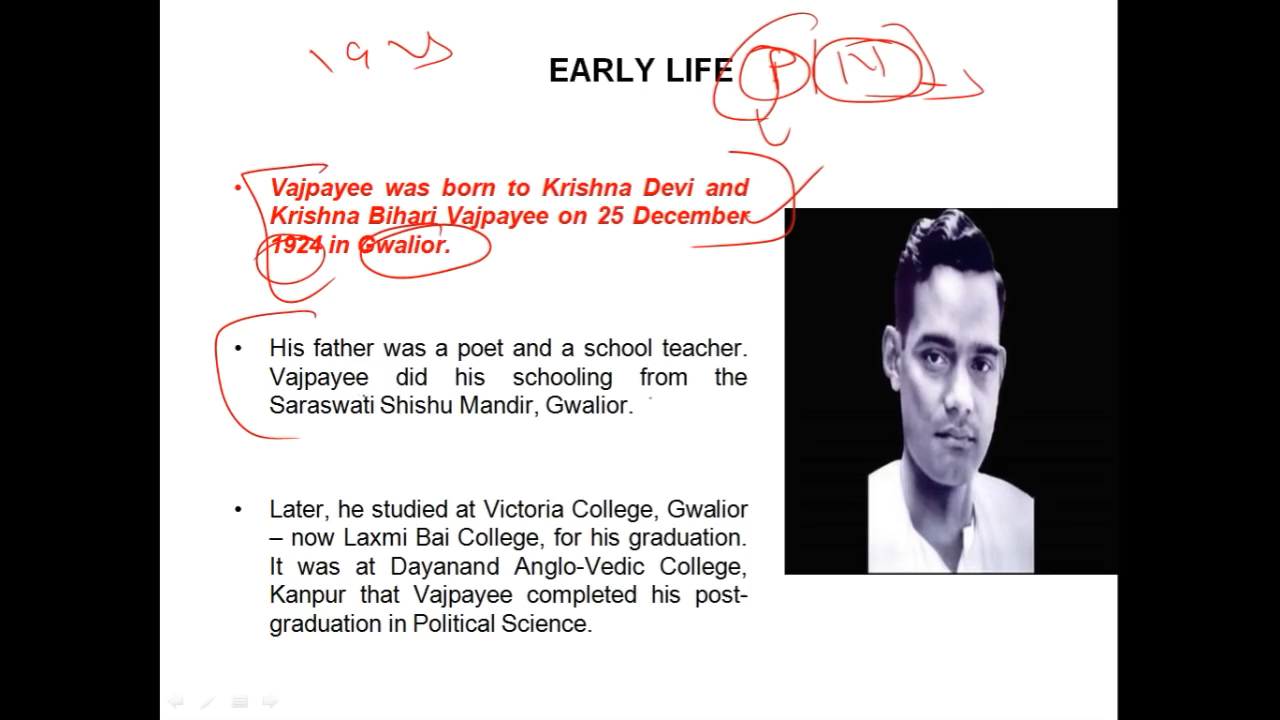 EARLY LIFE
P
• Vajpayee was born to Krishna Devi and
Krishna Bihari Vajpayee on 25 December
1924 in Gwalior.
• His father was a poet and a school teacher.
Vajpayee did his schooling from the
Saraswati Shishu Mandir, Gwalior.
• Later, he studied at Victoria College, Gwalior
– now Laxmi Bai College, for his graduation.
It was at Dayanand Anglo-Vedic College,
Kanpur that Vajpayee completed his post-
graduation in Political Science.